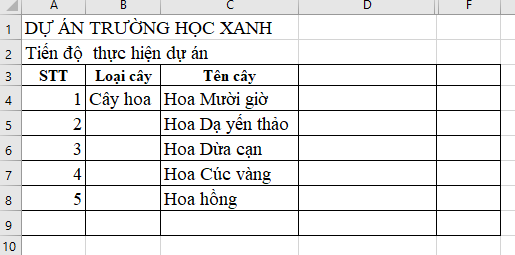 A B C D F
1 DỰ ÁN TRƯỜNG HỌC XANH
2 Tiến độ thực hiện dự án
3 STT Loại cây Tên cây
4 1 Cây hoa Hoa Mười giờ
5 2 Hoa Dạ yến thảo
6 3 Hoa Dừa cạn
7 4 Hoa Cúc vàng
8 5 Hoa hồng
9
10